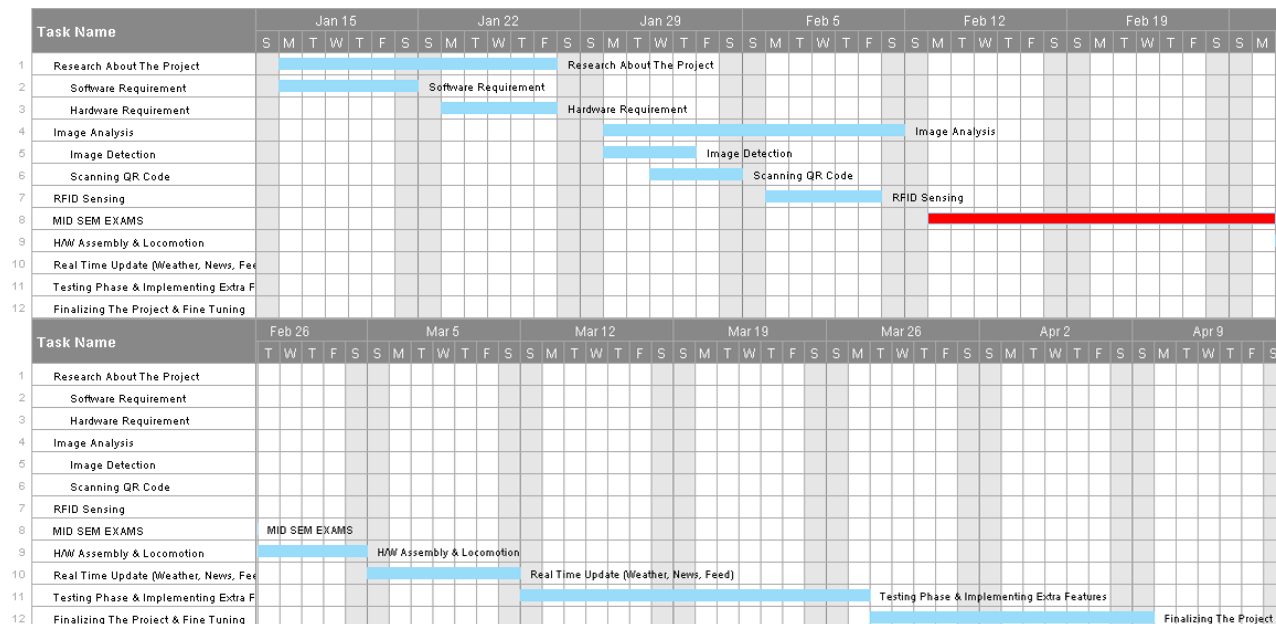 Task Name
Jan 15 Jan 22 Jan 29 Feb 5 Feb 12 Feb 19
S M T W T F S S M T W T F S S M T W T F S S M T W T F S S M T W T F S S M T W T F S S M
1 Research About The Project Research About The Project
2 Software Requirement Software Requirement
3 Hardware Requirement Hardware Requirement
4 Image Analysis Image Analysis
5 Image Detection Image Detection
6 Scanning QR Code Scanning QR Code
7 RFID Sensing RFID Sensing
8 MID SEM EXAMS
9 H/W Assembly & Locomotion
10 Real Time Update (Weather, News, Fee
11 Testing Phase & Implementing Extra F
12 Finalizing The Project & Fine Tuning
Task Name
Feb 26 Mar 5 Mar 12 Mar 19 Mar 26 Apr 2 Apr 9
T W T F S S M T W T F S S M T W T F S S M T W T F S S M T W T F S S M T W T F S S M T W T F S
1 Research About The Project
2 Software Requirement
3 Hardware Requirement
4 Image Analysis
5 Image Detection
6 Scanning QR Code
7 RFID Sensing
8 MID SEM EXAMS MID SEM EXAMS
9 H/W Assembly & Locomotion H/W Assembly & Locomotion
10 Real Time Update (Weather, News, Fee Real Time Update (Weather, News, Feed)
11 Testing Phase & Implementing Extra F Testing Phase & Implementing Extra Features
12 Finalizing The Project & Fine Tuning Finalizing The Project